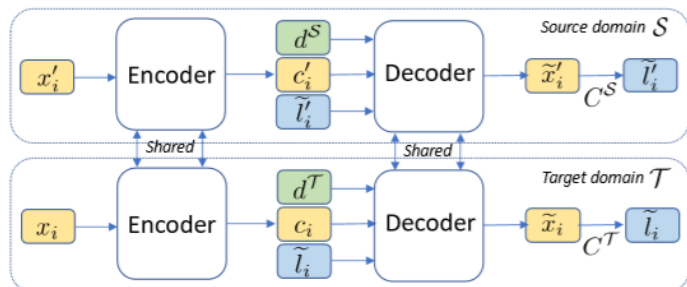 Source domain 𝒮
d^𝒮
x′ᵢ Encoder c′ᵢ Decoder x̃′ᵢ C^𝒮 l̃′ᵢ
l̃′ᵢ
Shared Shared
Target domain 𝒯
d^𝒯
xᵢ Encoder cᵢ Decoder x̃ᵢ C^𝒯 l̃ᵢ
l̃ᵢ